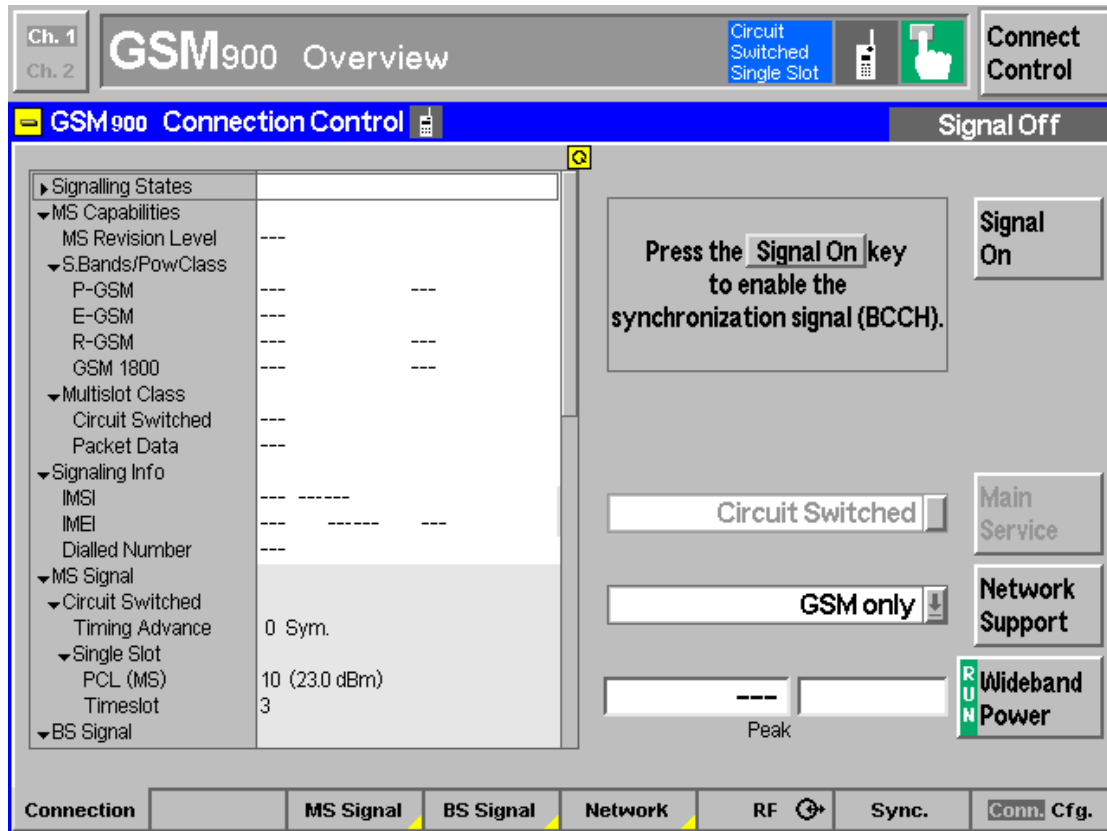 Ch. 1
Ch. 2
GSM900 Overview
Circuit
Switched
Single Slot
Connect
Control
GSM900 Connection Control
Signal Off
Signalling States
MS Capabilities
MS Revision Level ---
S.Bands/PowClass
P-GSM --- ---
E-GSM ---
R-GSM --- ---
GSM 1800 --- ---
Multislot Class
Circuit Switched ---
Packet Data ---
Signaling Info
IMSI --- ------
IMEI --- ------ ---
Dialled Number ---
MS Signal
Circuit Switched
Timing Advance 0 Sym.
Single Slot
PCL (MS) 10 (23.0 dBm)
Timeslot 3
BS Signal
Press the Signal On key
to enable the
synchronization signal (BCCH).
Signal
On
Circuit Switched
Main
Service
GSM only
Network
Support
---
Peak
RUN
Wideband
Power
Connection
MS Signal
BS Signal
Network
RF
Sync.
Conn. Cfg.